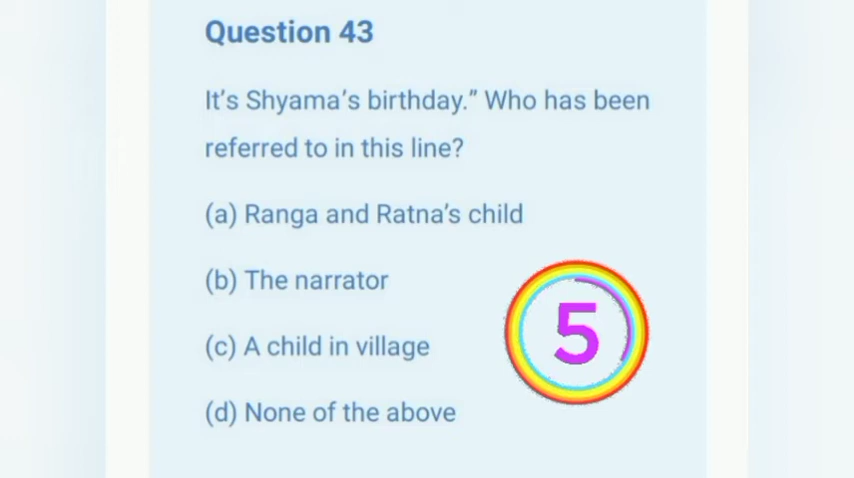 Question 43
It’s Shyama’s birthday.” Who has been
referred to in this line?
(a) Ranga and Ratna’s child
(b) The narrator
(c) A child in village
(d) None of the above
5